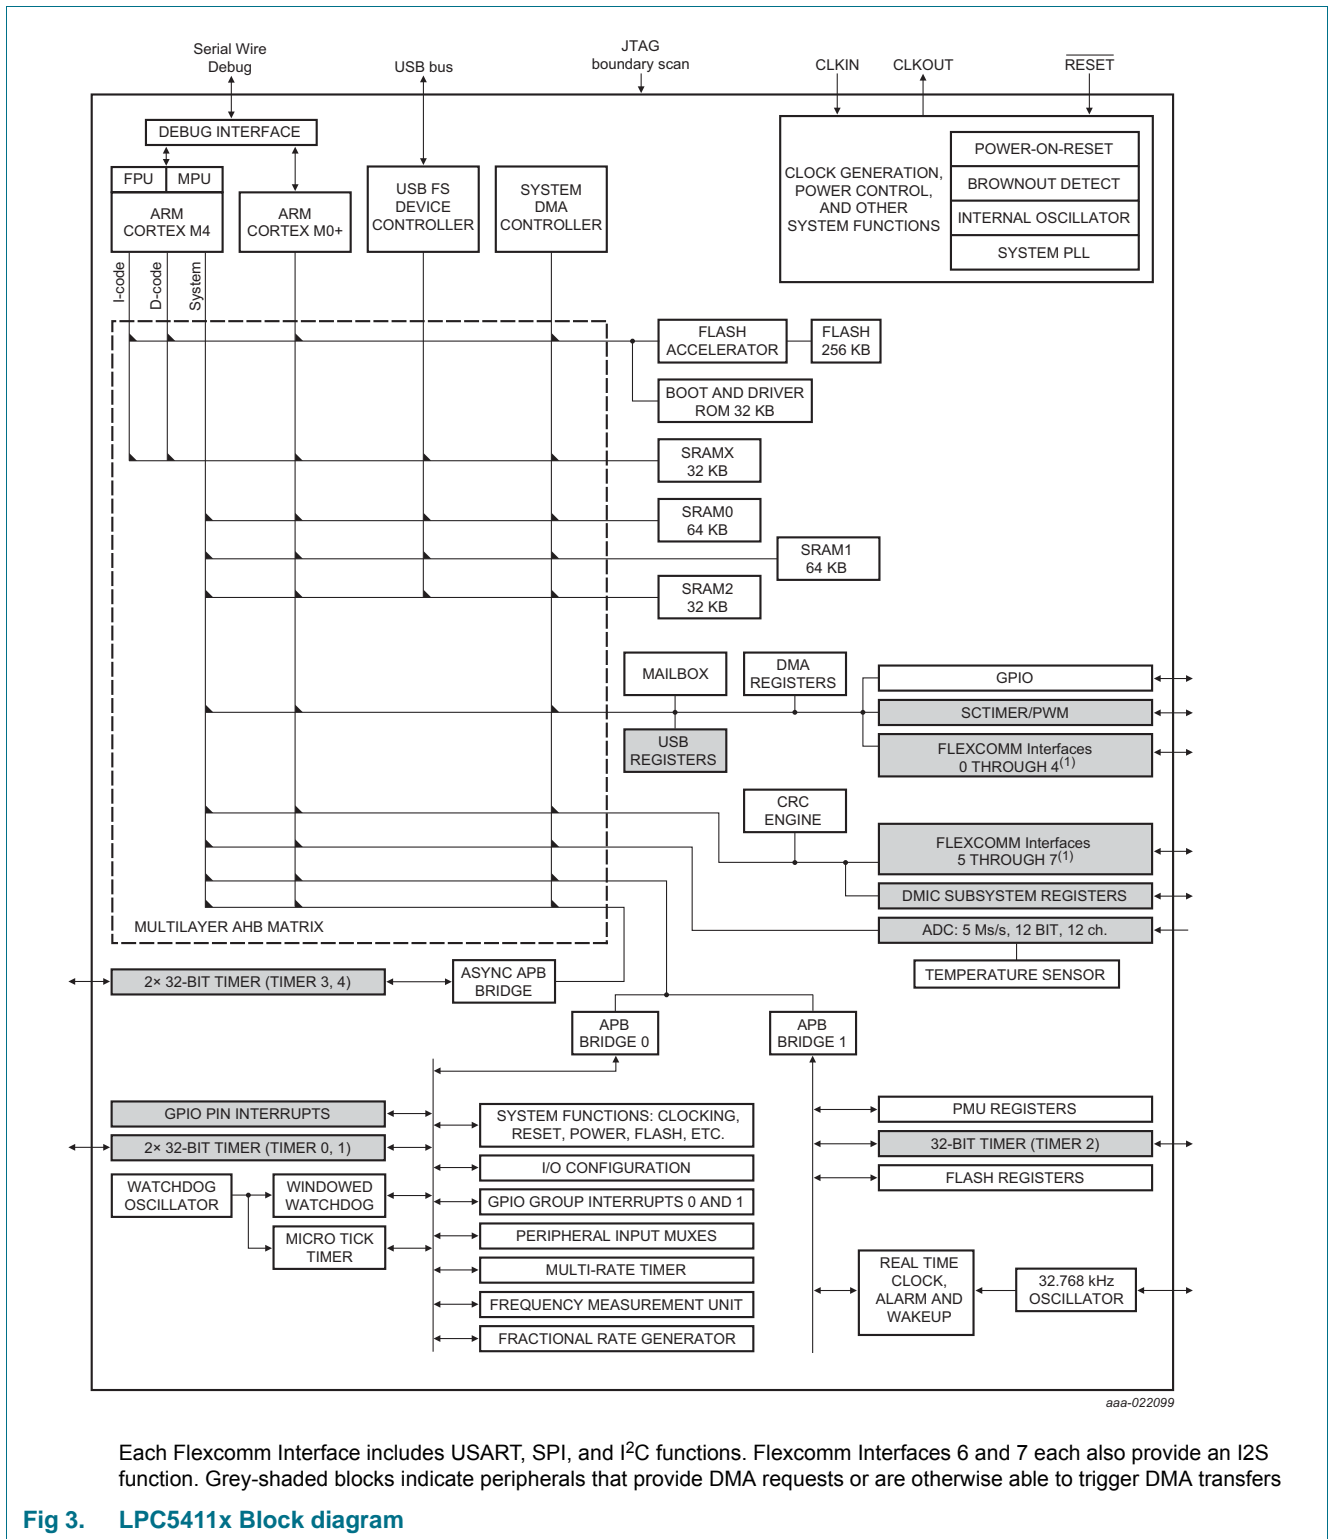 Serial Wire
Debug
USB bus
JTAG
boundary scan
CLKIN
CLKOUT
RESET
DEBUG INTERFACE
FPU
MPU
ARM
CORTEX M4
ARM
CORTEX M0+
USB FS
DEVICE
CONTROLLER
SYSTEM
DMA
CONTROLLER
CLOCK GENERATION,
POWER CONTROL,
AND OTHER
SYSTEM FUNCTIONS
POWER-ON-RESET
BROWNOUT DETECT
INTERNAL OSCILLATOR
SYSTEM PLL
I-code
D-code
System
FLASH
ACCELERATOR
FLASH
256 KB
BOOT AND DRIVER
ROM 32 KB
SRAMX
32 KB
SRAM0
64 KB
SRAM1
64 KB
SRAM2
32 KB
MAILBOX
DMA
REGISTERS
GPIO
SCTIMER/PWM
USB
REGISTERS
FLEXCOMM Interfaces
0 THROUGH 4(1)
CRC
ENGINE
FLEXCOMM Interfaces
5 THROUGH 7(1)
DMIC SUBSYSTEM REGISTERS
ADC: 5 Ms/s, 12 BIT, 12 ch.
TEMPERATURE SENSOR
MULTILAYER AHB MATRIX
2× 32-BIT TIMER (TIMER 3, 4)
ASYNC APB
BRIDGE
APB
BRIDGE 0
APB
BRIDGE 1
GPIO PIN INTERRUPTS
2× 32-BIT TIMER (TIMER 0, 1)
WATCHDOG
OSCILLATOR
WINDOWED
WATCHDOG
MICRO TICK
TIMER
SYSTEM FUNCTIONS: CLOCKING,
RESET, POWER, FLASH, ETC.
I/O CONFIGURATION
GPIO GROUP INTERRUPTS 0 AND 1
PERIPHERAL INPUT MUXES
MULTI-RATE TIMER
FREQUENCY MEASUREMENT UNIT
FRACTIONAL RATE GENERATOR
PMU REGISTERS
32-BIT TIMER (TIMER 2)
FLASH REGISTERS
REAL TIME
CLOCK,
ALARM AND
WAKEUP
32.768 kHz
OSCILLATOR
aaa-022099
Each Flexcomm Interface includes USART, SPI, and I2C functions. Flexcomm Interfaces 6 and 7 each also provide an I2S
function. Grey-shaded blocks indicate peripherals that provide DMA requests or are otherwise able to trigger DMA transfers
Fig 3. LPC5411x Block diagram